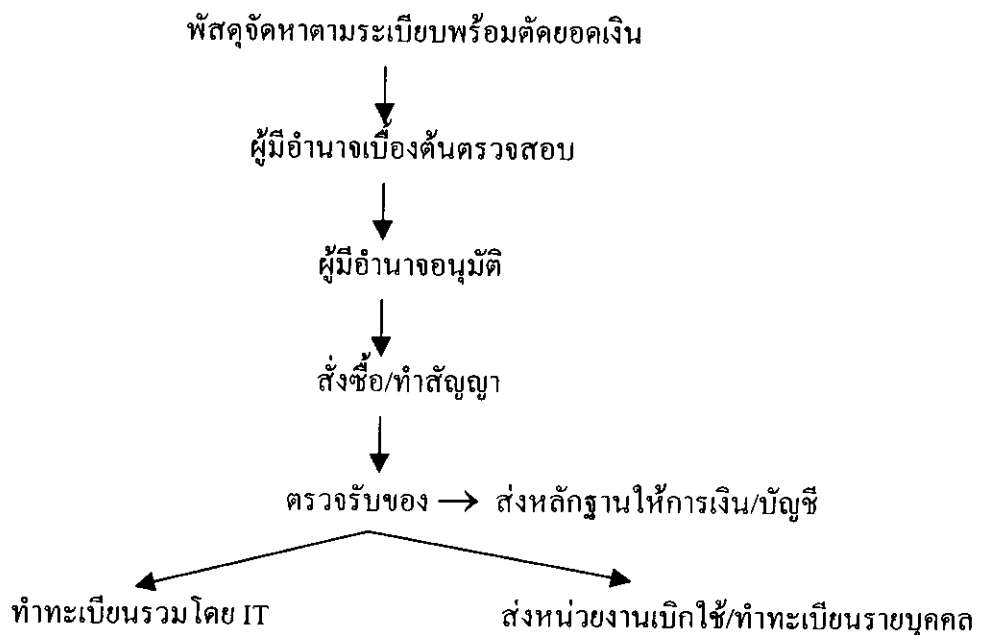 พัสดุจัดหาตามระเบียบพร้อมตัดยอดเงิน
ผู้มีอำนาจเบื้องต้นตรวจสอบ
ผู้มีอำนาจอนุมัติ
สั่งซื้อ/ทำสัญญา
ตรวจรับของ → ส่งหลักฐานให้การเงิน/บัญชี
ทำทะเบียนรวมโดย IT ส่งหน่วยงานเบิกใช้/ทำทะเบียนรายบุคคล